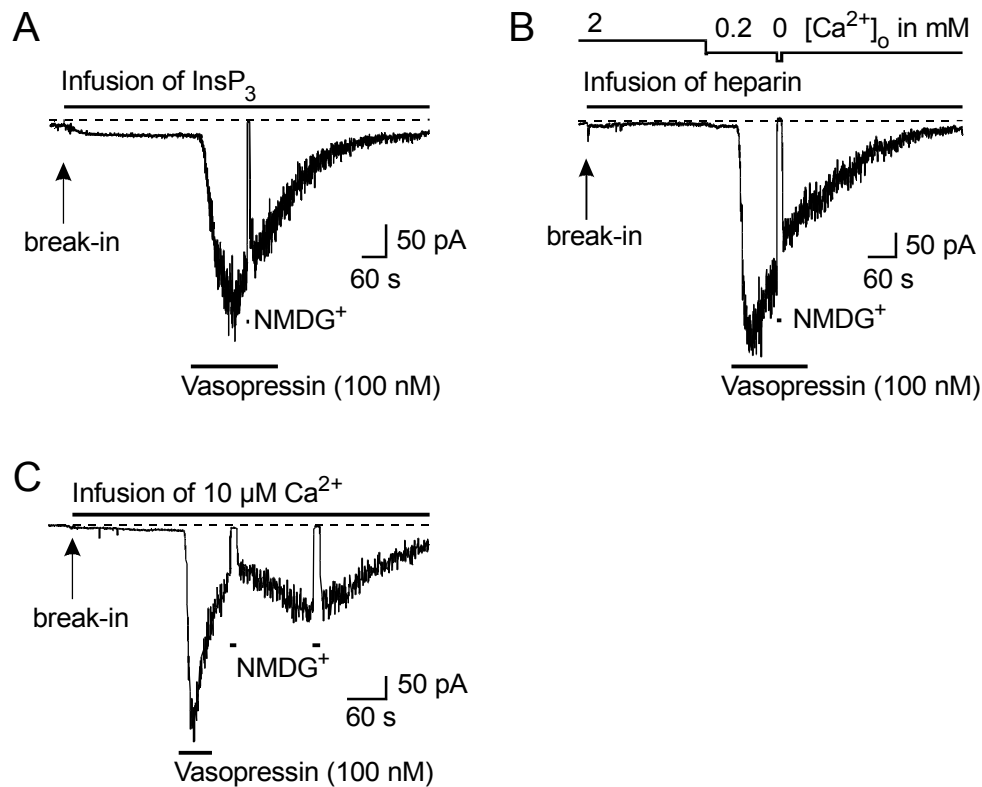 A
Infusion of InsP3
break-in
50 pA
60 s
NMDG+
Vasopressin (100 nM)
B
2 0.2 0 [Ca2+]o in mM
Infusion of heparin
break-in
50 pA
60 s
NMDG+
Vasopressin (100 nM)
C
Infusion of 10 µM Ca2+
break-in
NMDG+
50 pA
60 s
Vasopressin (100 nM)